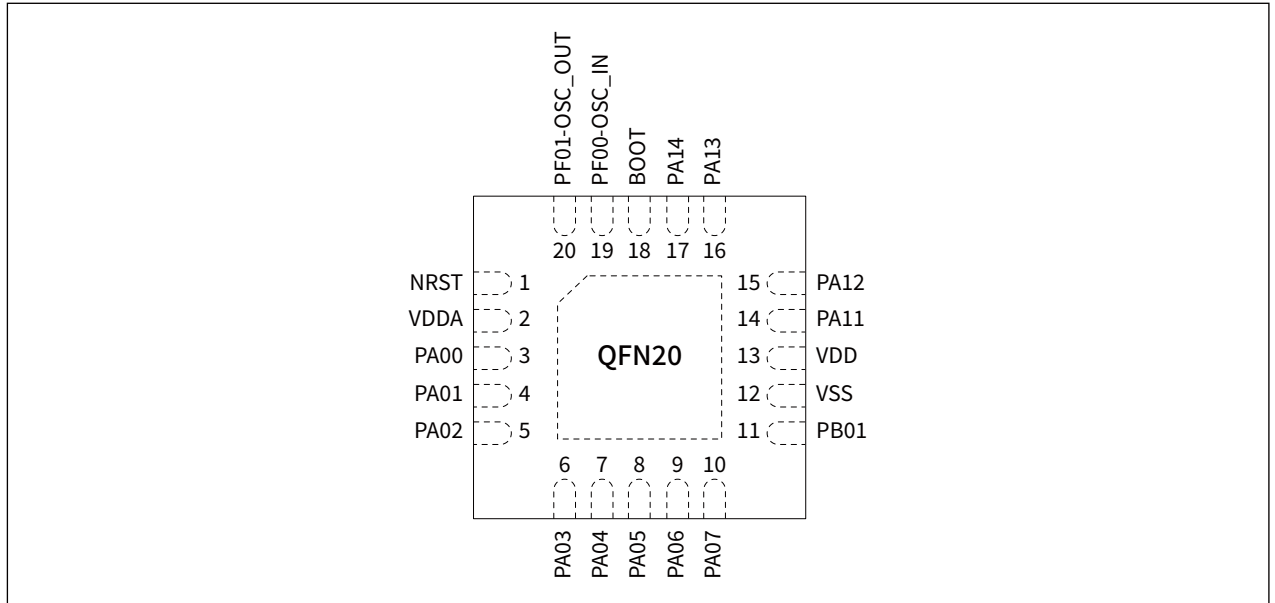 PF01-OSC_OUT
PF00-OSC_IN
BOOT
PA14
PA13
20 19 18 17 16
NRST 1
VDDA 2
PA00 3
PA01 4
PA02 5
QFN20
15 PA12
14 PA11
13 VDD
12 VSS
11 PB01
6 7 8 9 10
PA03
PA04
PA05
PA06
PA07